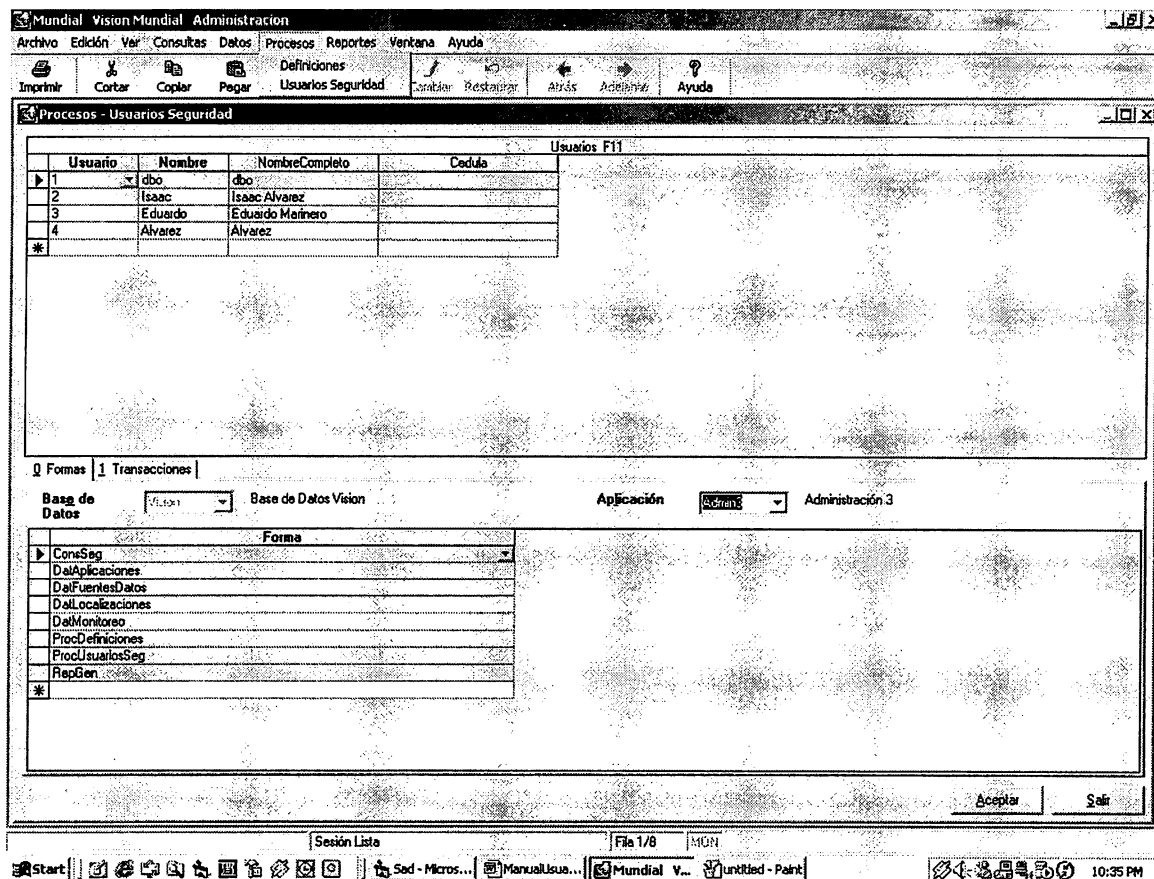 Mundial Vision Mundial Administracion
Archivo Edición Ver Consultas Datos Procesos Reportes Ventana Ayuda
Imprimir Cortar Copiar Pegar
Definiciones
Usuarios Seguridad
Cambiar Restaurar Atrás Adelante Ayuda
Procesos - Usuarios Seguridad
Usuarios F11
Usuario Nombre NombreCompleto Cedula
1 dbo dbo
2 Isaac Isaac Alvarez
3 Eduardo Eduardo Marinero
4 Alvarez Alvarez
0 Formas 1 Transacciones
Base de Datos Vision Base de Datos Vision Aplicación Admin3 Administración 3
Forma
ConsSeg
DatAplicaciones
DatFuentesDatos
DatLocalizaciones
DatMonitoreo
ProcDefiniciones
ProcUsuariosSeg
RepGen
Aceptar Salir
Sesión Lista Fila 1/8 MÚN
Start Sad - Micros... ManualUsua... Mundial V... untitled - Paint 10:35 PM